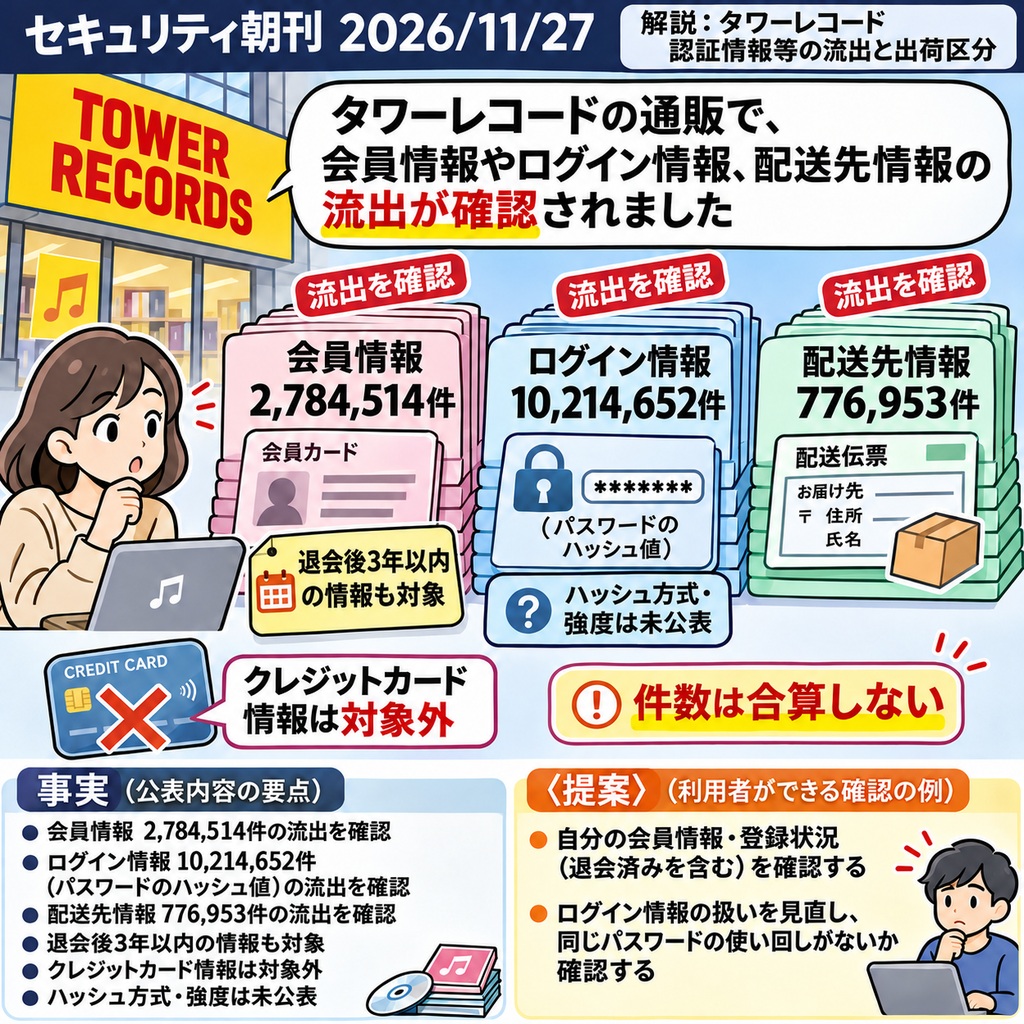 セキュリティ朝刊 2026/11/27
解説：タワーレコード
認証情報等の流出と出荷区分
TOWER
RECORDS
タワーレコードの通販で、
会員情報やログイン情報、配送先情報の
流出が確認されました
流出を確認
会員情報
2,784,514件
会員カード
退会後3年以内
の情報も対象
流出を確認
ログイン情報
10,214,652件
*******
（パスワードの
ハッシュ値）
?
ハッシュ方式・
強度は未公表
流出を確認
配送先情報
776,953件
配送伝票
お届け先
〒 住所
氏名
CREDIT CARD
クレジットカード
情報は対象外
! 件数は合算しない
事実（公表内容の要点）
● 会員情報 2,784,514件の流出を確認
● ログイン情報 10,214,652件
（パスワードのハッシュ値）の流出を確認
● 配送先情報 776,953件の流出を確認
● 退会後3年以内の情報も対象
● クレジットカード情報は対象外
● ハッシュ方式・強度は未公表
〈提案〉（利用者ができる確認の例）
● 自分の会員情報・登録状況
（退会済みを含む）を確認する
● ログイン情報の扱いを見直し、
同じパスワードの使い回しがないか
確認する